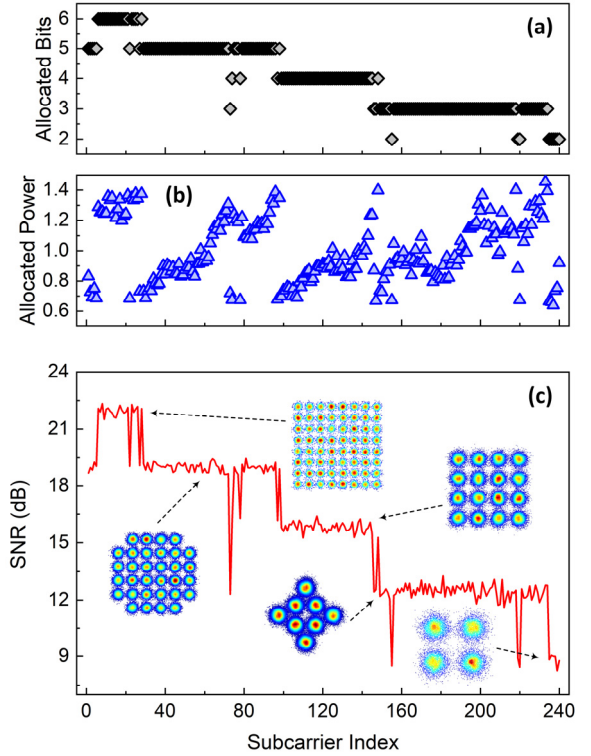 (a)
Allocated Bits
6
5
4
3
2
(b)
Allocated Power
1.4
1.2
1.0
0.8
0.6
(c)
SNR (dB)
24
21
18
15
12
9
0 40 80 120 160 200 240
Subcarrier Index